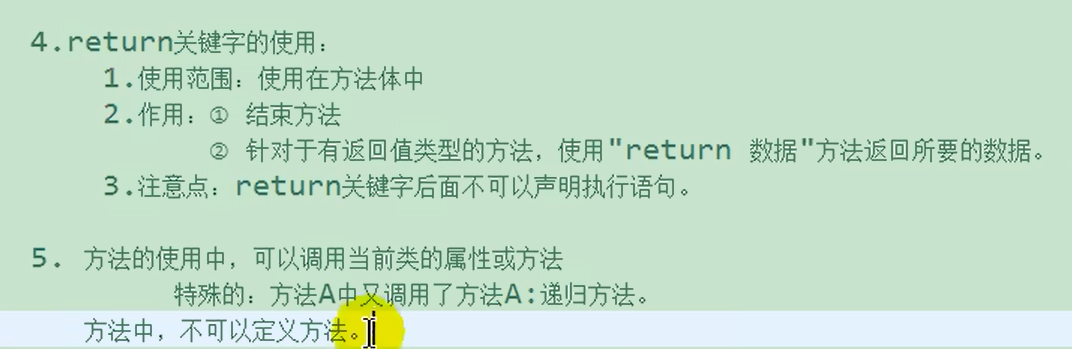 4.return关键字的使用：
1.使用范围：使用在方法体中
2.作用：① 结束方法
② 针对于有返回值类型的方法，使用"return 数据"方法返回所要的数据。
3.注意点：return关键字后面不可以声明执行语句。
5. 方法的使用中，可以调用当前类的属性或方法
特殊的：方法A中又调用了方法A:递归方法。
方法中，不可以定义方法。